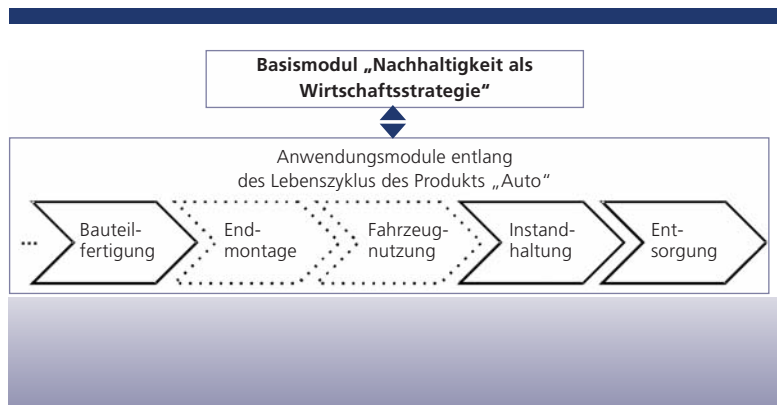 Basismodul „Nachhaltigkeit als
Wirtschaftsstrategie“
Anwendungsmodule entlang
des Lebenszyklus des Produkts „Auto“
...
Bauteil-
fertigung
End-
montage
Fahrzeug-
nutzung
Instand-
haltung
Ent-
sorgung